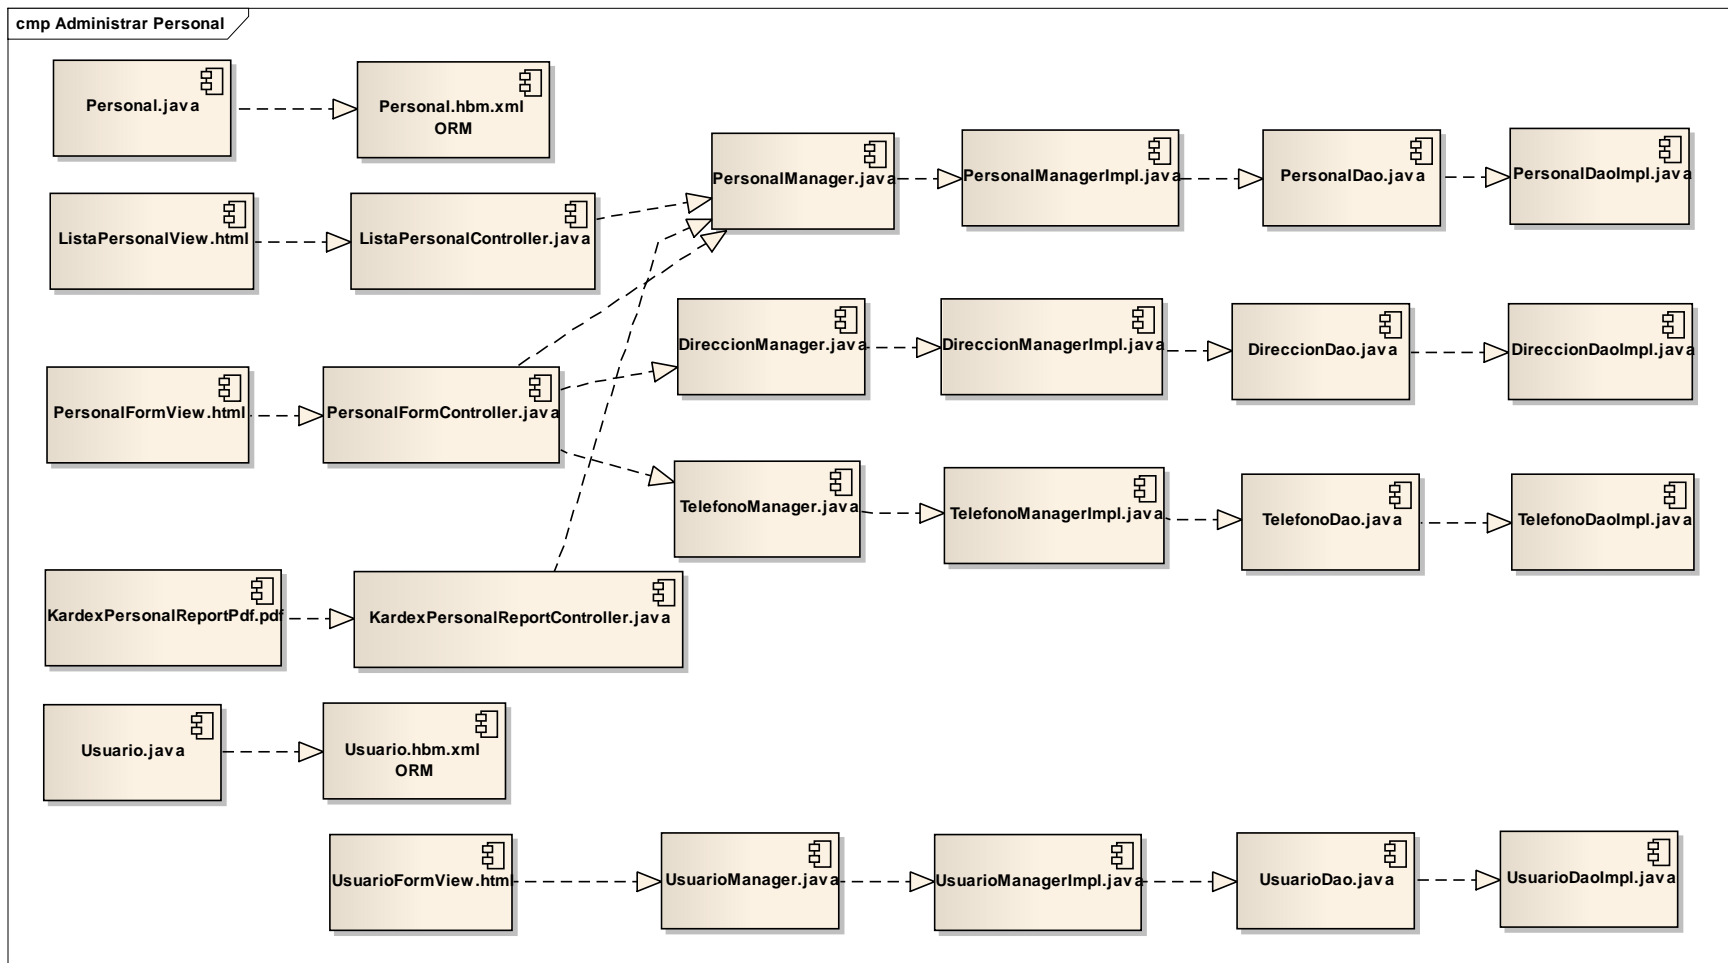 cmp Administrar Personal
Personal.java
Personal.hbm.xml
ORM
PersonalManager.java
PersonalManagerImpl.java
PersonalDao.java
PersonalDaoImpl.java
ListaPersonalView.html
ListaPersonalController.java
DireccionManager.java
DireccionManagerImpl.java
DireccionDao.java
DireccionDaoImpl.java
PersonalFormView.html
PersonalFormController.java
TelefonoManager.java
TelefonoManagerImpl.java
TelefonoDao.java
TelefonoDaoImpl.java
KardexPersonalReportPdf.pdf
KardexPersonalReportController.java
Usuario.java
Usuario.hbm.xml
ORM
UsuarioFormView.html
UsuarioManager.java
UsuarioManagerImpl.java
UsuarioDao.java
UsuarioDaoImpl.java